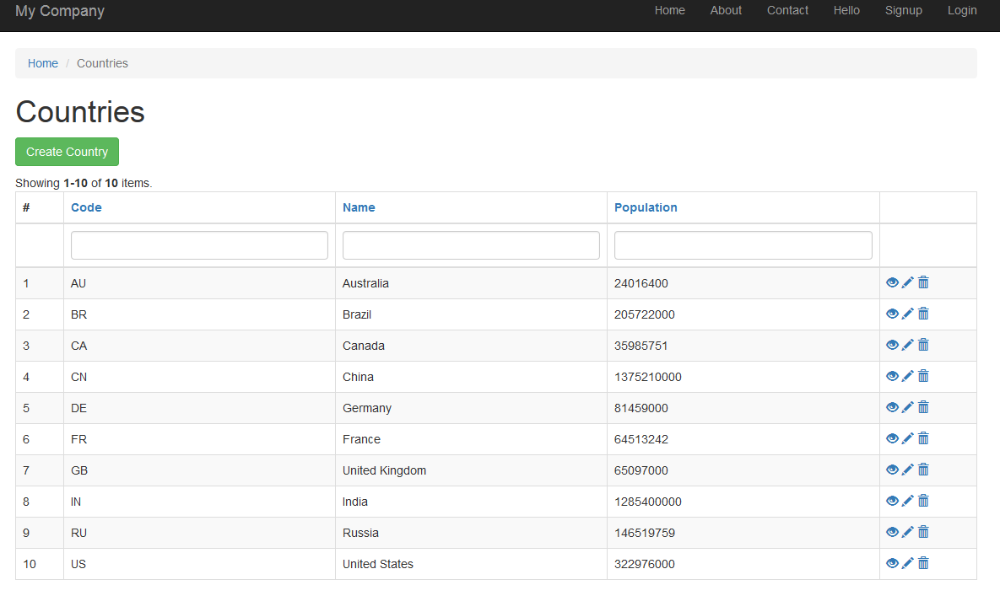 My Company Home About Contact Hello Signup Login
Home / Countries
Countries
Create Country
Showing 1-10 of 10 items.
# Code Name Population
1 AU Australia 24016400
2 BR Brazil 205722000
3 CA Canada 35985751
4 CN China 1375210000
5 DE Germany 81459000
6 FR France 64513242
7 GB United Kingdom 65097000
8 IN India 1285400000
9 RU Russia 146519759
10 US United States 322976000